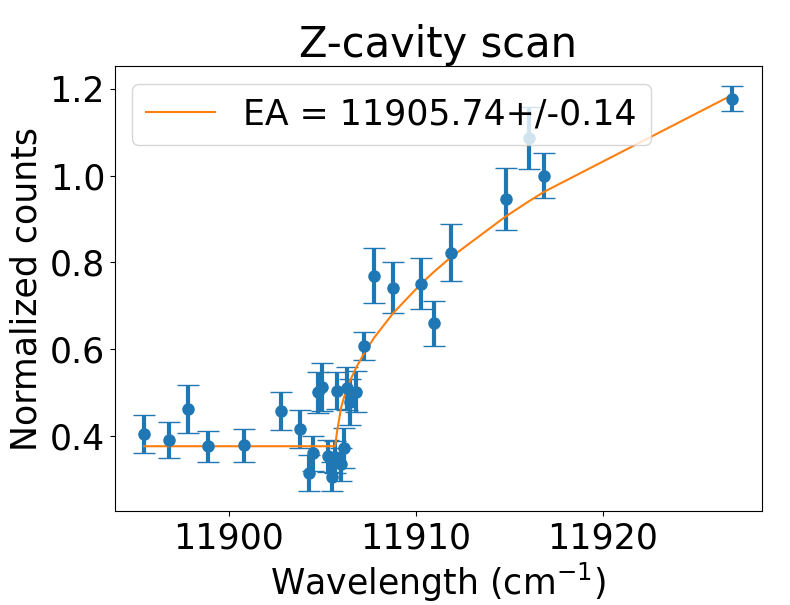 Z-cavity scan
EA = 11905.74+/-0.14
Normalized counts
1.2
1.0
0.8
0.6
0.4
11900
11910
11920
Wavelength (cm⁻¹)